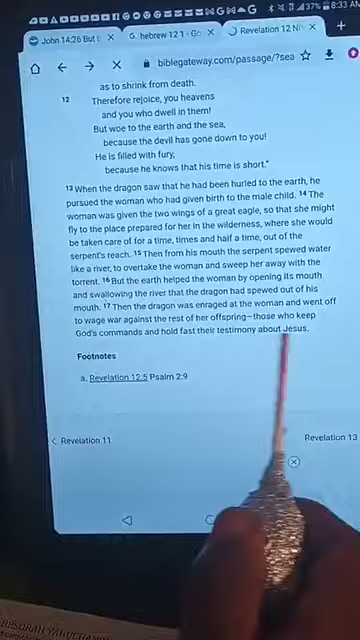 37% 8:33 AM
John 14:26 But t × G. hebrew 12 1 - Go × Revelation 12 NI × +
biblegateway.com/passage/?sea
as to shrink from death.
12 Therefore rejoice, you heavens
and you who dwell in them!
But woe to the earth and the sea,
because the devil has gone down to you!
He is filled with fury,
because he knows that his time is short."
13 When the dragon saw that he had been hurled to the earth, he
pursued the woman who had given birth to the male child. 14 The
woman was given the two wings of a great eagle, so that she might
fly to the place prepared for her in the wilderness, where she would
be taken care of for a time, times and half a time, out of the
serpent's reach. 15 Then from his mouth the serpent spewed water
like a river, to overtake the woman and sweep her away with the
torrent. 16 But the earth helped the woman by opening its mouth
and swallowing the river that the dragon had spewed out of his
mouth. 17 Then the dragon was enraged at the woman and went off
to wage war against the rest of her offspring—those who keep
God's commands and hold fast their testimony about Jesus.
Footnotes
a. Revelation 12:5 Psalm 2:9
< Revelation 11
Revelation 13